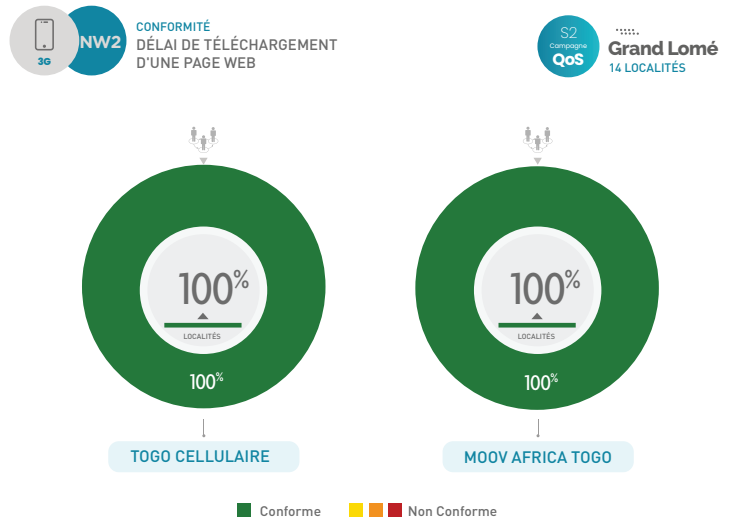 3G
NW2
CONFORMITÉ
DÉLAI DE TÉLÉCHARGEMENT
D'UNE PAGE WEB
S2
Campagne
QoS
Grand Lomé
14 LOCALITÉS
100%
LOCALITÉS
100%
TOGO CELLULAIRE
100%
LOCALITÉS
100%
MOOV AFRICA TOGO
Conforme
Non Conforme